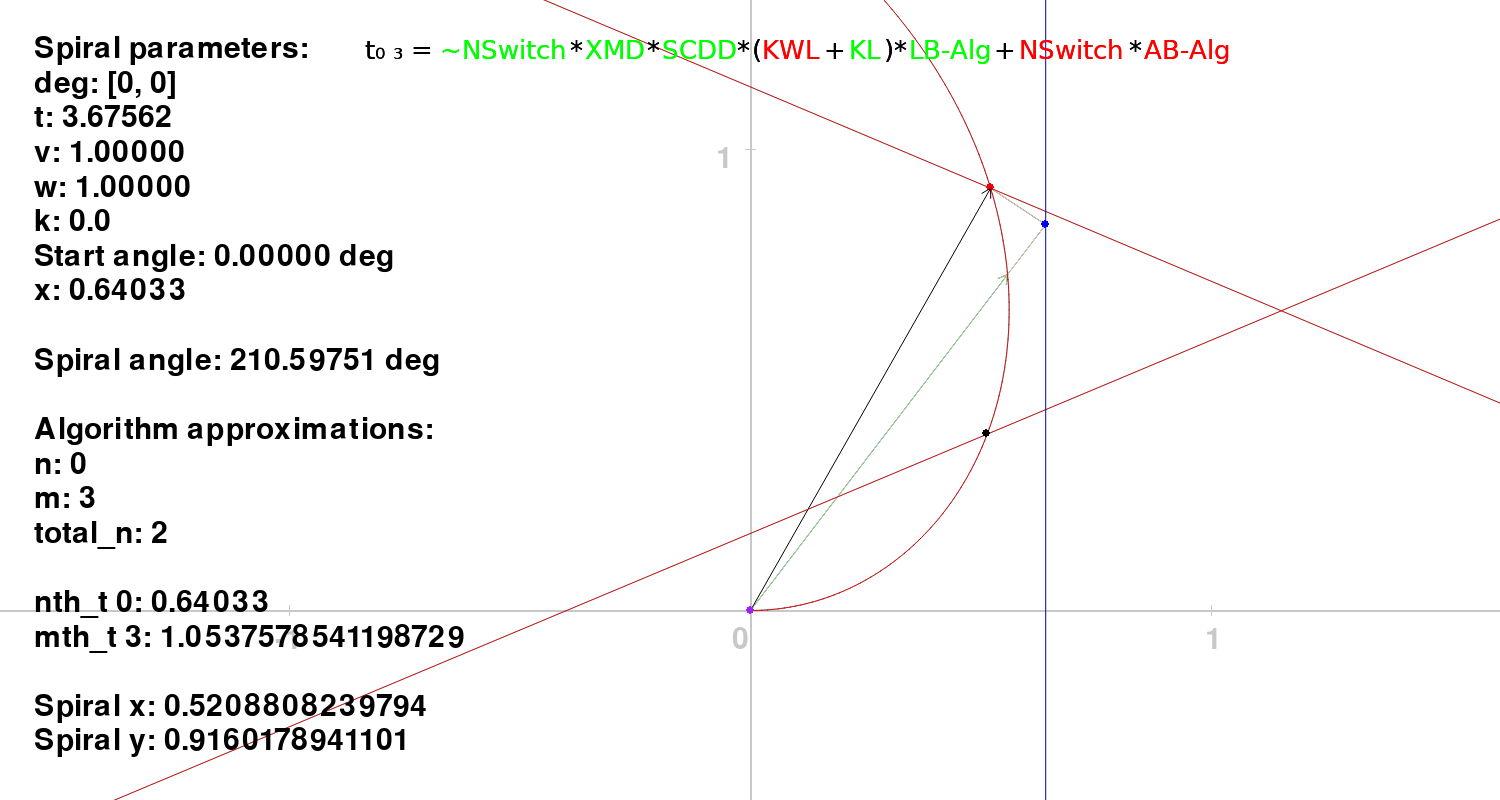 Spiral parameters:
t₀ ₃ = ~NSwitch*XMD*SCDD*(KWL+KL)*LB-Alg+NSwitch*AB-Alg
deg: [0, 0]
t: 3.67562
v: 1.00000
w: 1.00000
k: 0.0
Start angle: 0.00000 deg
x: 0.64033
Spiral angle: 210.59751 deg
Algorithm approximations:
n: 0
m: 3
total_n: 2
nth_t 0: 0.64033
mth_t 3: 1.0537578541198729
Spiral x: 0.5208808239794
Spiral y: 0.9160178941101
1
-1
0
1